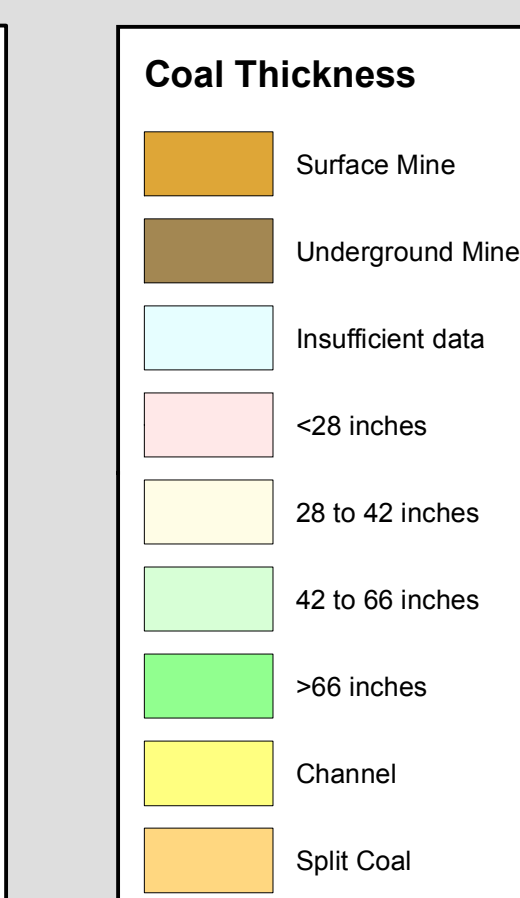 Coal Thickness
Surface Mine
Underground Mine
Insufficient data
<28 inches
28 to 42 inches
42 to 66 inches
>66 inches
Channel
Split Coal